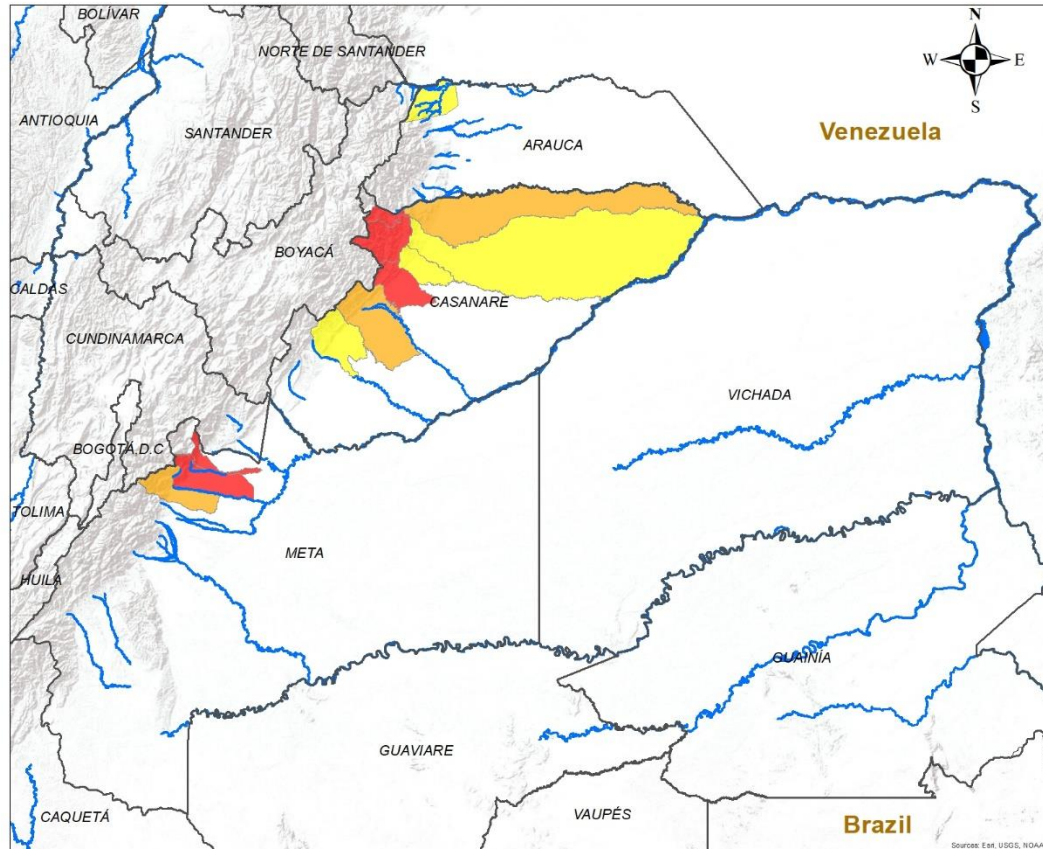 BOLÍVAR
NORTE DE SANTANDER
N
W
E
S
ANTIOQUIA
SANTANDER
ARAUCA
Venezuela
BOYACÁ
CALDAS
CASANARE
CUNDINAMARCA
VICHADA
BOGOTÁ,D.C
TOLIMA
META
HUILA
GUAINÍA
GUAVIARE
CAQUETÁ
VAUPÉS
Brazil
Sources: Esri, USGS, NOAA